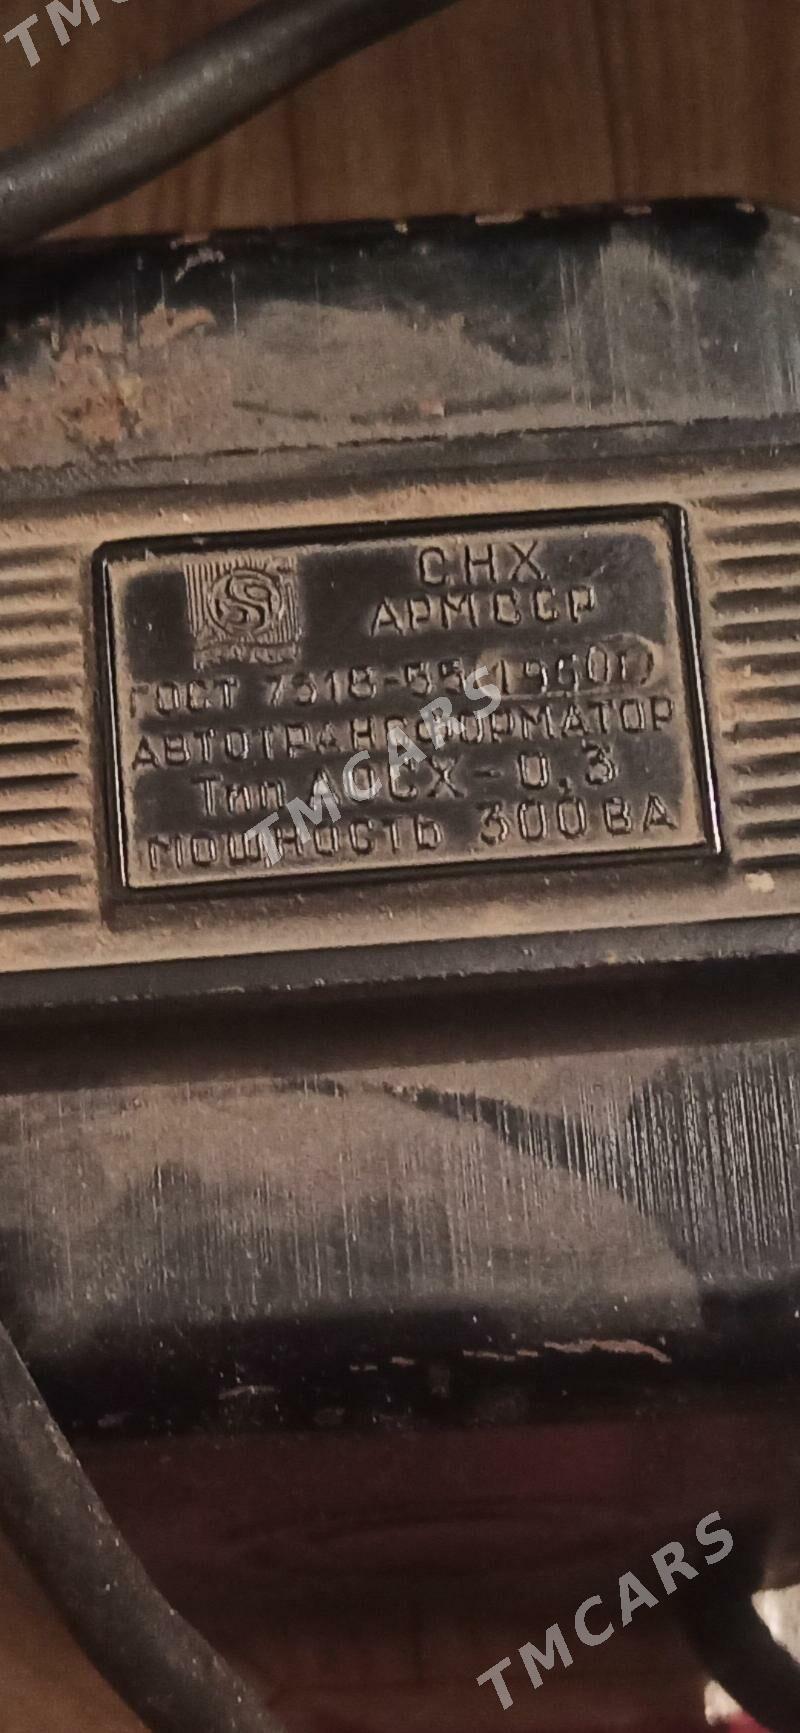 СНХ
АРМССР
ГОСТ 7518-55 (1960г)
АВТОТРАНСФОРМАТОР
Тип АОСХ-0,3
МОЩНОСТЬ 300ВА
TMCARS
TMCARS